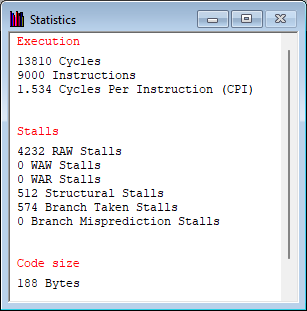 Statistics
Execution
13810 Cycles
9000 Instructions
1.534 Cycles Per Instruction (CPI)
Stalls
4232 RAW Stalls
0 WAW Stalls
0 WAR Stalls
512 Structural Stalls
574 Branch Taken Stalls
0 Branch Misprediction Stalls
Code size
188 Bytes